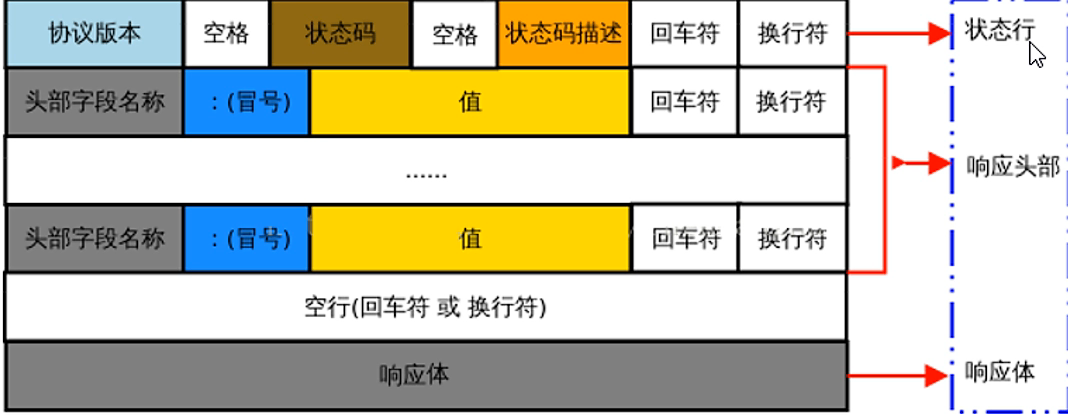 协议版本 空格 状态码 空格 状态码描述 回车符 换行符 状态行
头部字段名称 : (冒号) 值 回车符 换行符
...... 响应头部
头部字段名称 : (冒号) 值 回车符 换行符
空行(回车符 或 换行符)
响应体 响应体